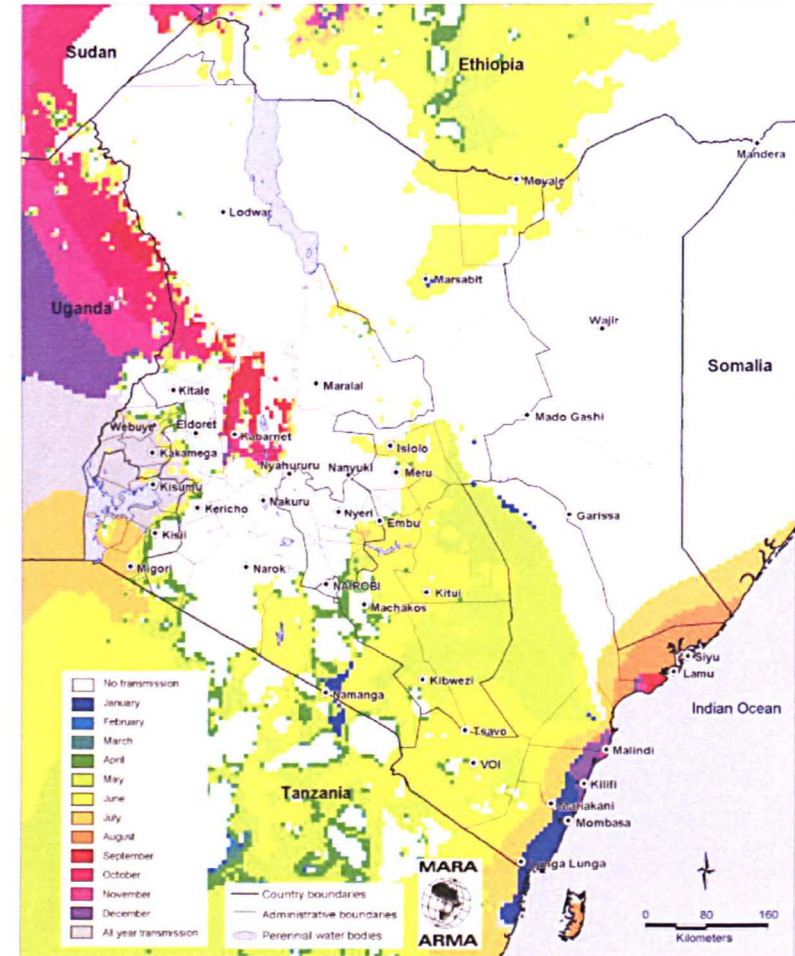 Sudan
Ethiopia
Mandera
Moyale
Lodwar
Marsabit
Uganda
Wajir
Somalia
Kitale
Maralal
Mado Gashi
Webuye
Eldoret
Kabarnet
Isiolo
Kakamega
Nyahururu
Nanyuki
Meru
Kisumu
Nakuru
Kericho
Nyeri
Garissa
Embu
Kisii
Migori
Narok
NAIROBI
Kitui
Machakos
Siyu
Lamu
Kibwezi
Namanga
Indian Ocean
Tsavo
Malindi
VOI
Kilifi
Tanzania
Mariakani
Mombasa
Lunga Lunga
No transmission
January
February
March
April
May
June
July
August
September
October
November
December
All year transmission
Country boundaries
Administrative boundaries
Perennial water bodies
MARA
ARMA
0 80 160
Kilometers